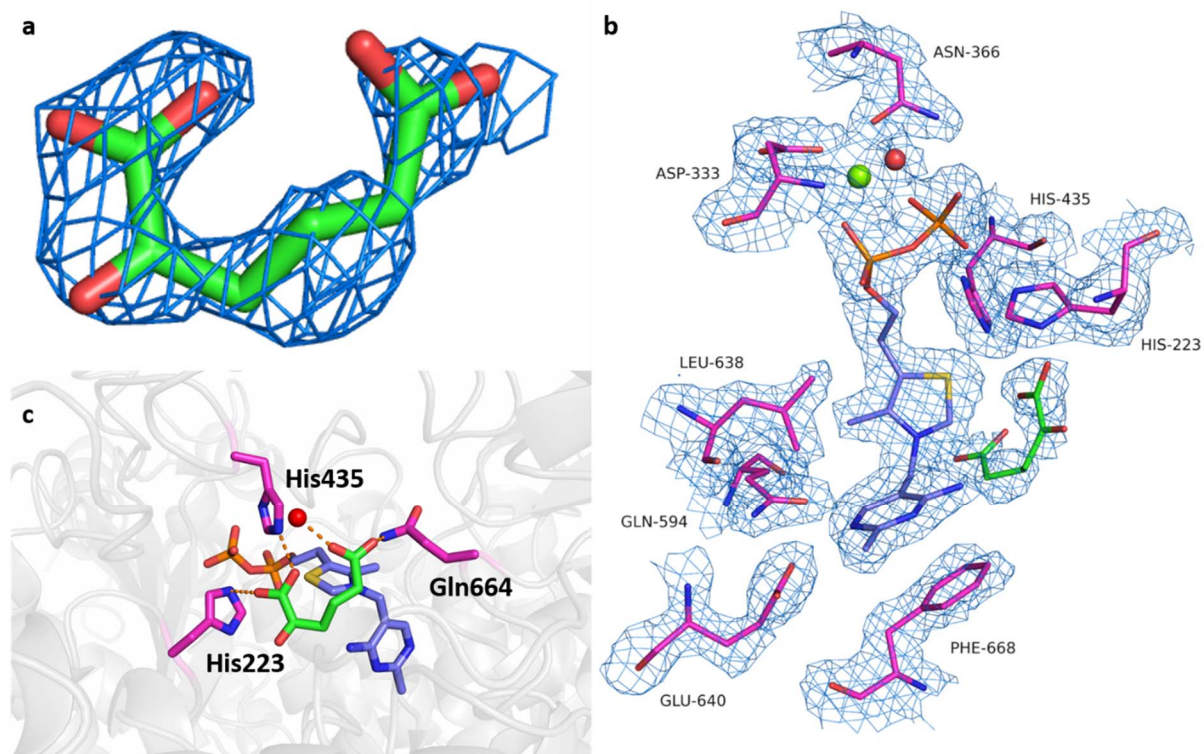 a
b
ASN-366
ASP-333
HIS-435
HIS-223
LEU-638
GLN-594
GLU-640
PHE-668
c
His435
Gln664
His223